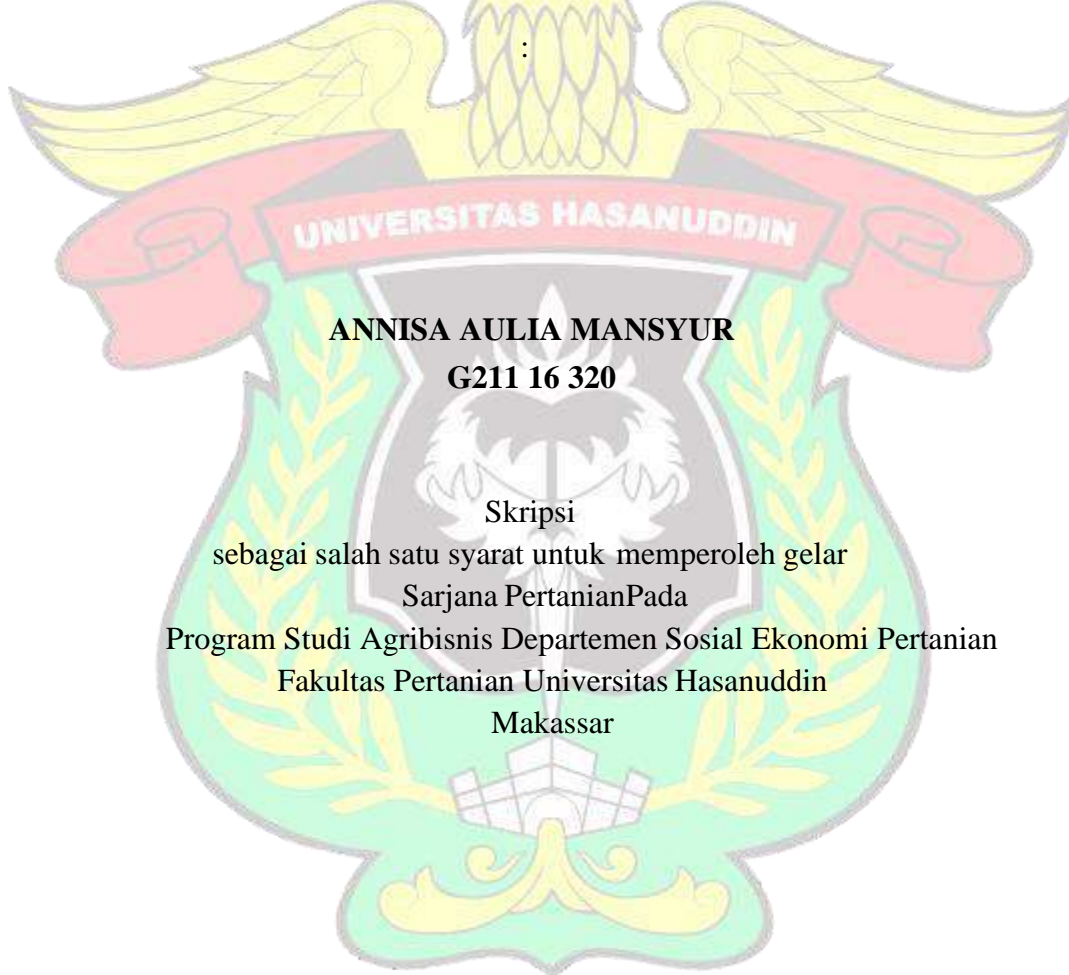 :
UNIVERSITAS HASANUDDIN
ANNISA AULIA MANSYUR
G211 16 320
Skripsi
sebagai salah satu syarat untuk memperoleh gelar
Sarjana PertanianPada
Program Studi Agribisnis Departemen Sosial Ekonomi Pertanian
Fakultas Pertanian Universitas Hasanuddin
Makassar